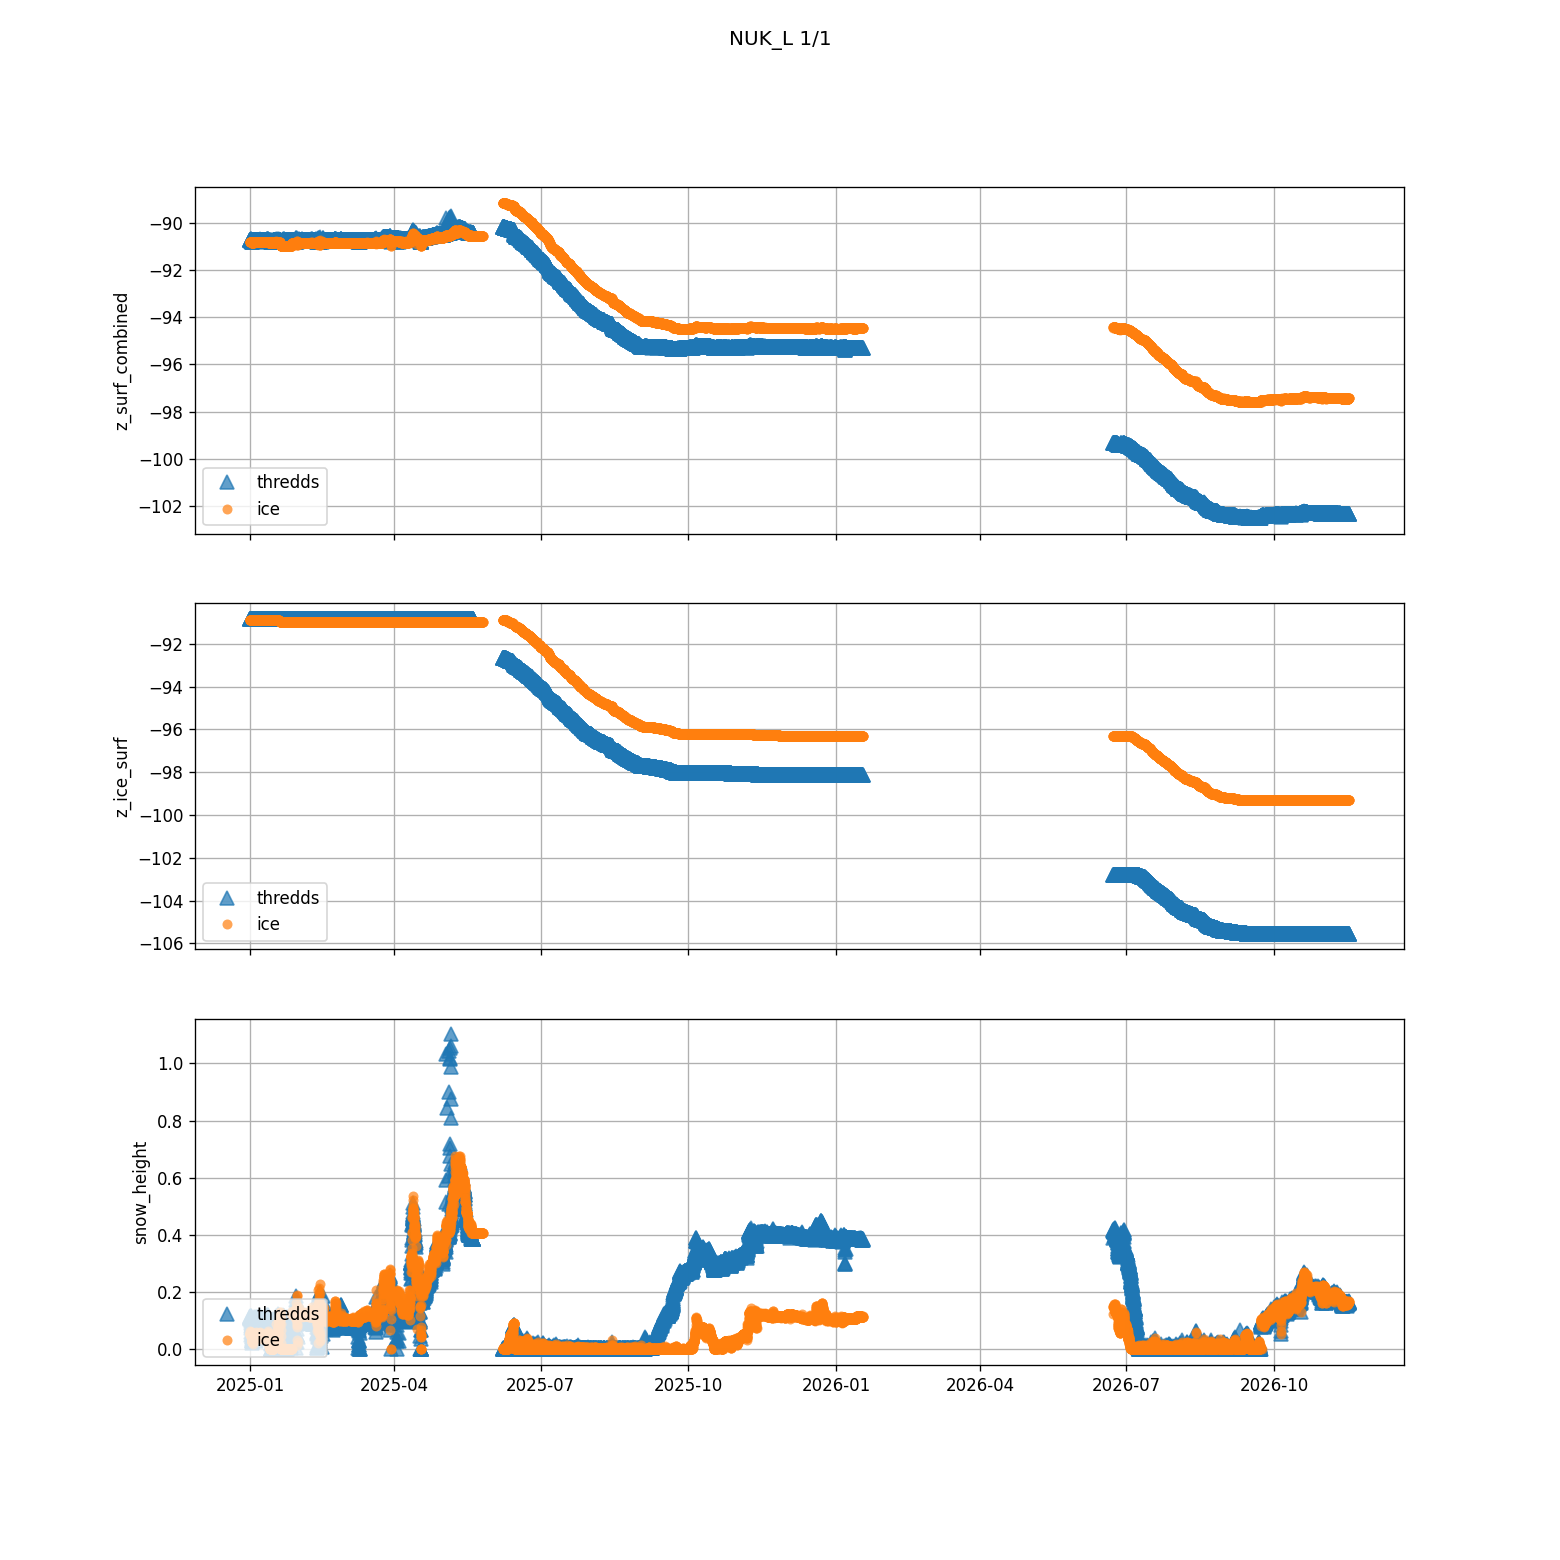 NUK_L 1/1
z_surf_combined
−90
−92
−94
−96
−98
−100
−102
thredds
ice
z_ice_surf
−92
−94
−96
−98
−100
−102
−104
−106
thredds
ice
snow_height
1.0
0.8
0.6
0.4
0.2
0.0
thredds
ice
2025-01
2025-04
2025-07
2025-10
2026-01
2026-04
2026-07
2026-10